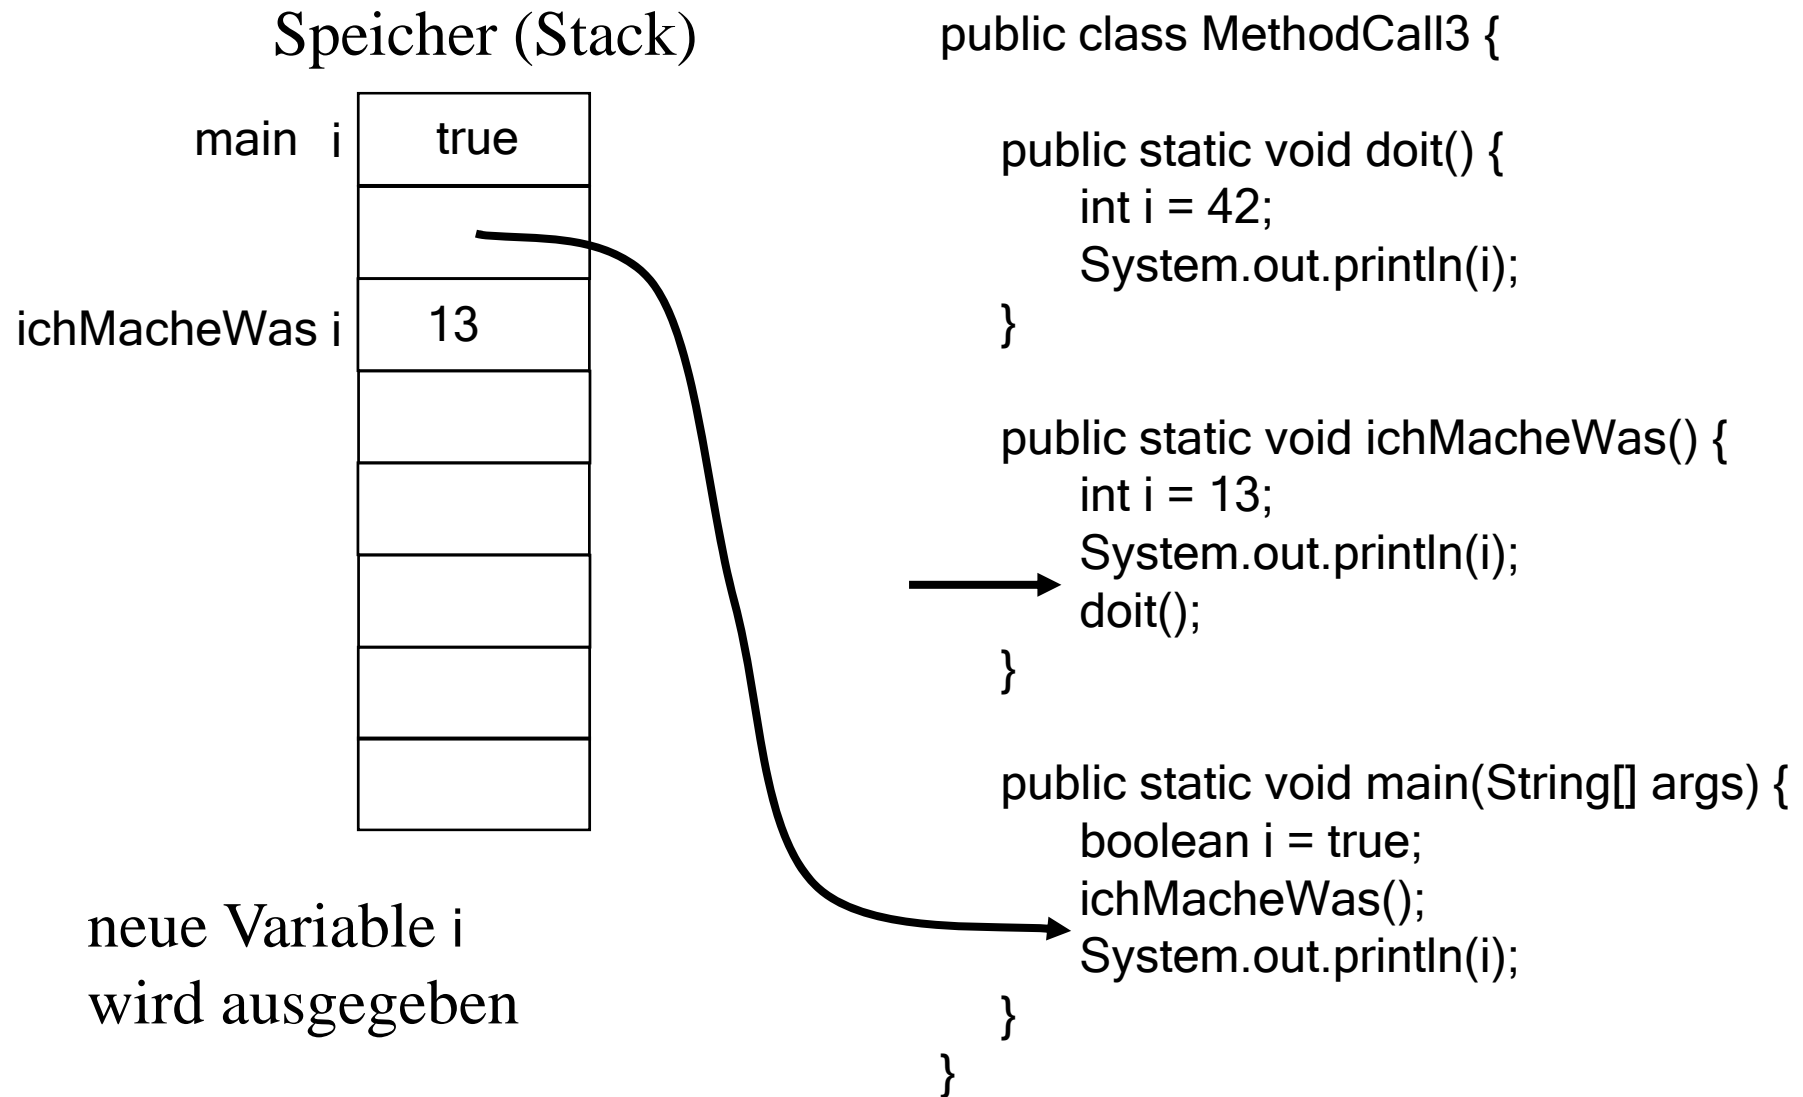 Speicher (Stack)
main i true
ichMacheWas i 13
neue Variable i
wird ausgegeben
public class MethodCall3 {
public static void doit() {
int i = 42;
System.out.println(i);
}
public static void ichMacheWas() {
int i = 13;
System.out.println(i);
doit();
}
public static void main(String[] args) {
boolean i = true;
ichMacheWas();
System.out.println(i);
}
}